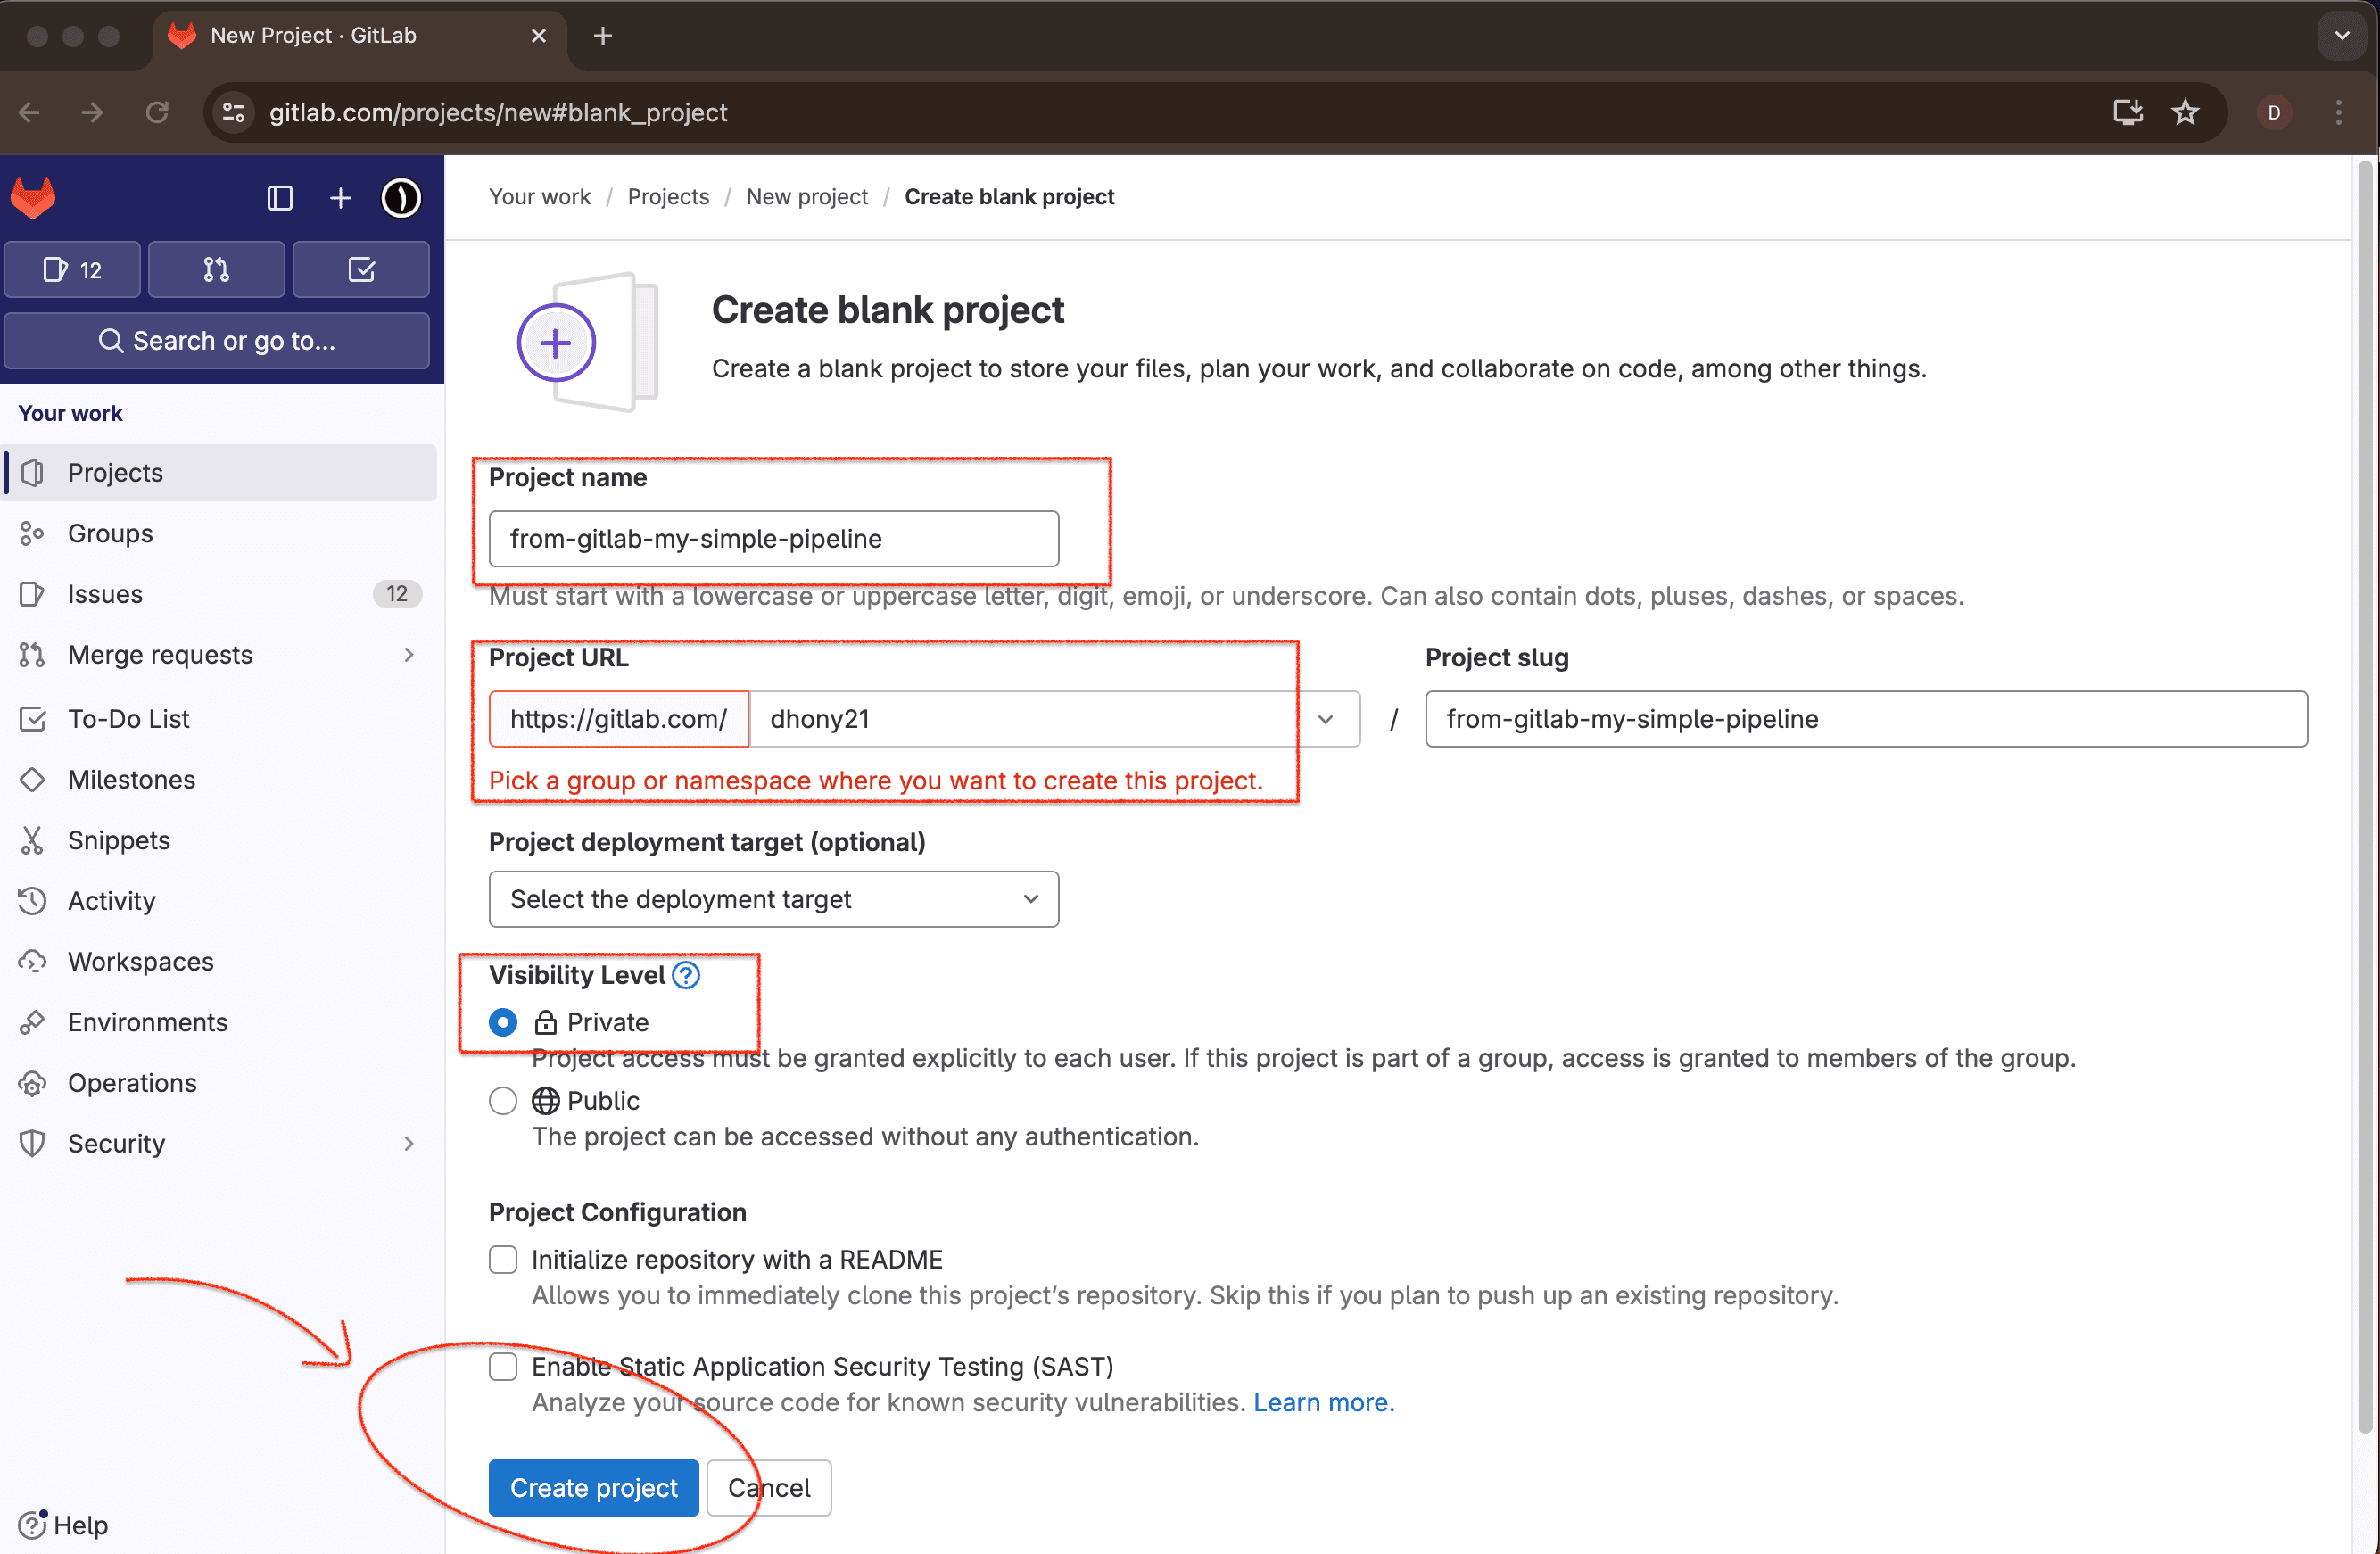 New Project · GitLab
gitlab.com/projects/new#blank_project
D
12
Search or go to...
Your work
Projects
Groups
Issues 12
Merge requests
To-Do List
Milestones
Snippets
Activity
Workspaces
Environments
Operations
Security
Help
Your work / Projects / New project / Create blank project
Create blank project
Create a blank project to store your files, plan your work, and collaborate on code, among other things.
Project name
from-gitlab-my-simple-pipeline
Must start with a lowercase or uppercase letter, digit, emoji, or underscore. Can also contain dots, pluses, dashes, or spaces.
Project URL
https://gitlab.com/ dhony21
Pick a group or namespace where you want to create this project.
/
Project slug
from-gitlab-my-simple-pipeline
Project deployment target (optional)
Select the deployment target
Visibility Level
Private
Project access must be granted explicitly to each user. If this project is part of a group, access is granted to members of the group.
Public
The project can be accessed without any authentication.
Project Configuration
Initialize repository with a README
Allows you to immediately clone this project’s repository. Skip this if you plan to push up an existing repository.
Enable Static Application Security Testing (SAST)
Analyze your source code for known security vulnerabilities. Learn more.
Create project
Cancel